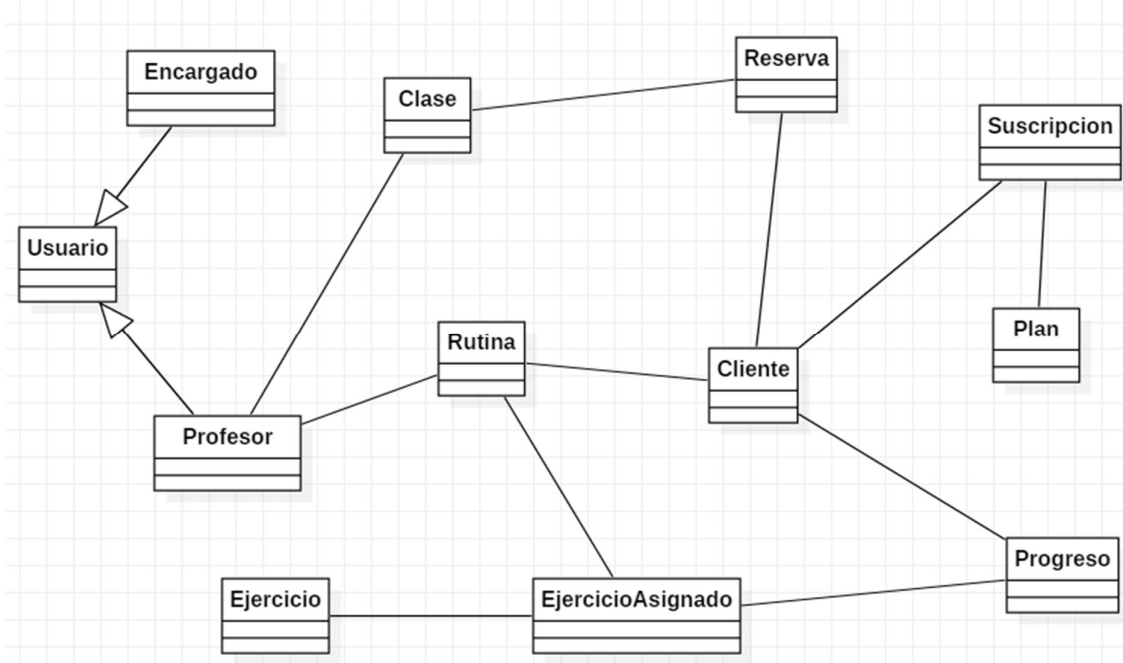 Encargado
Clase
Reserva
Suscripcion
Usuario
Rutina
Cliente
Plan
Profesor
Ejercicio
EjercicioAsignado
Progreso